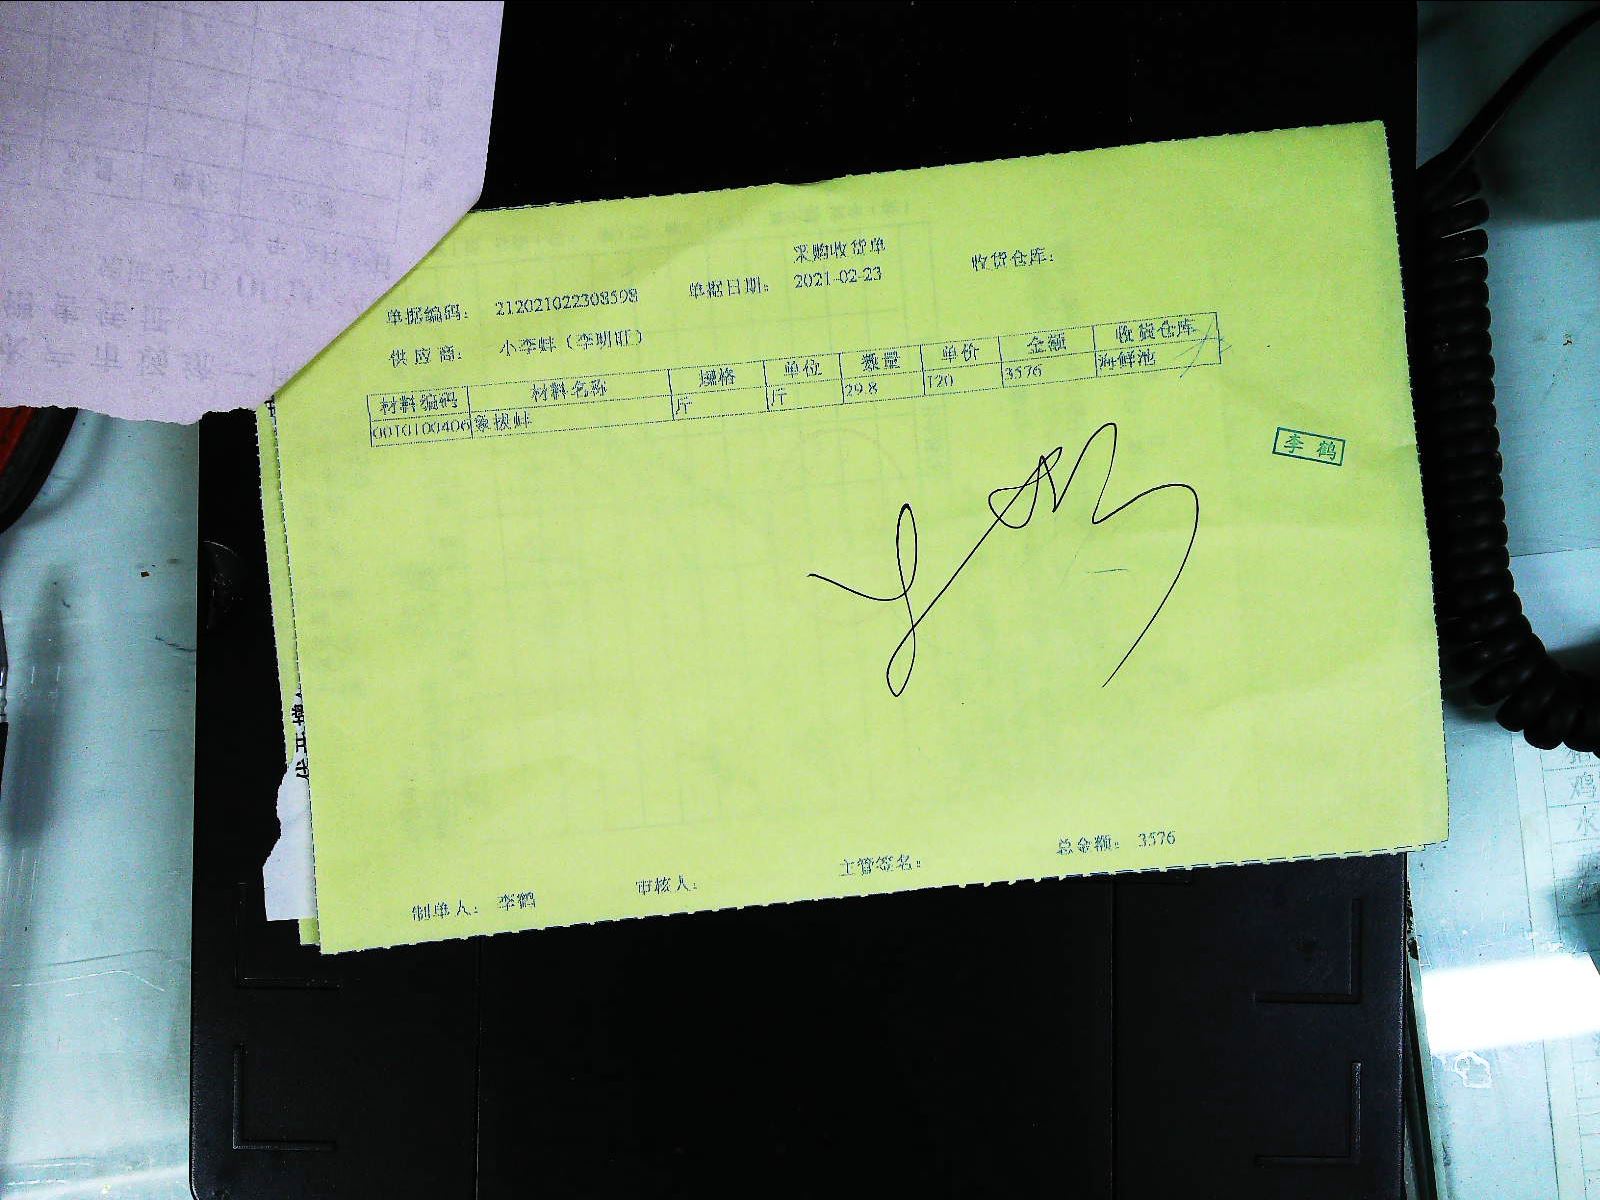 采购收货单
单据编码： 212021022308598 单据日期： 2021-02-23 收货仓库：
供应商： 小李蚌（李明旺）
材料编码 材料名称 规格 单位 数量 单价 金额 收货仓库
0010100406 象拔蚌 斤 斤 29.8 120 3576 海鲜池
李鹤
制单人： 李鹤 审核人： 主管签名： 总金额： 3576
鸡
水